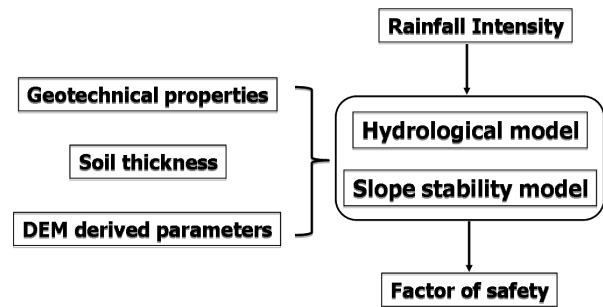 Rainfall Intensity
Geotechnical properties
Hydrological model
Soil thickness
Slope stability model
DEM derived parameters
Factor of safety